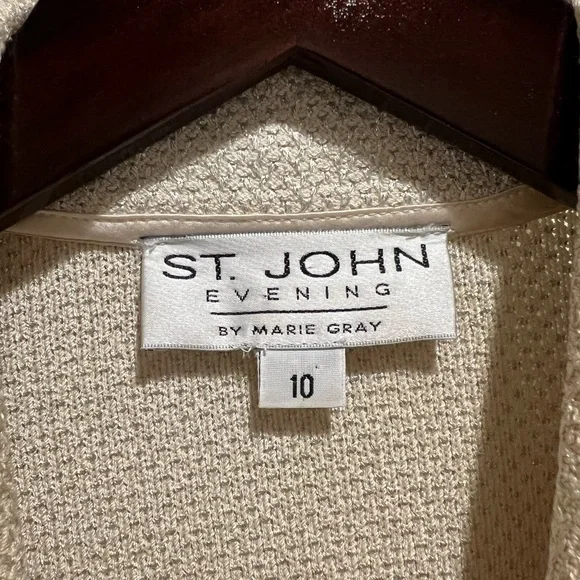 ST. JOHN
EVENING
BY MARIE GRAY
10